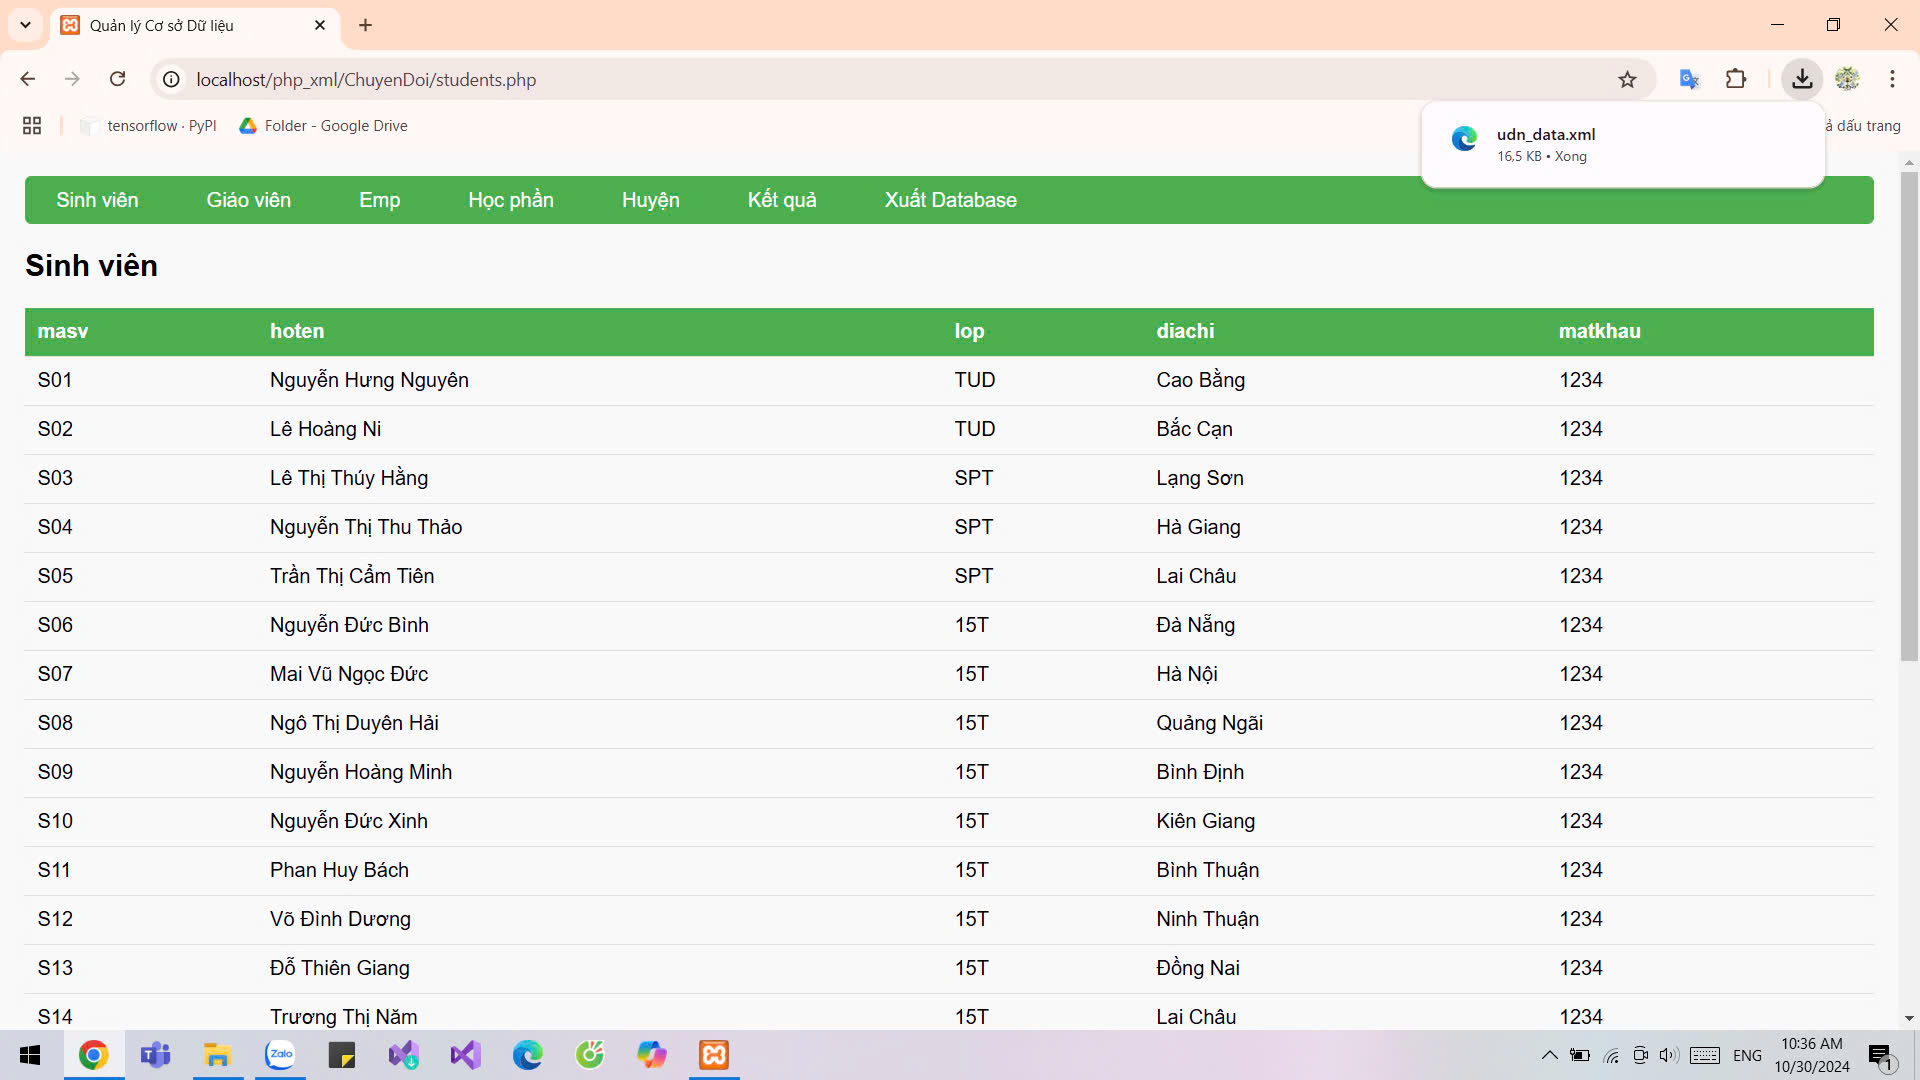 Quản lý Cơ sở Dữ liệu
localhost/php_xml/ChuyenDoi/students.php
tensorflow · PyPI Folder - Google Drive
dấu trang
udn_data.xml
16,5 KB • Xong
Sinh viên Giáo viên Emp Học phần Huyện Kết quả Xuất Database
Sinh viên
masv hoten lop diachi matkhau
S01 Nguyễn Hưng Nguyên TUD Cao Bằng 1234
S02 Lê Hoàng Ni TUD Bắc Cạn 1234
S03 Lê Thị Thúy Hằng SPT Lạng Sơn 1234
S04 Nguyễn Thị Thu Thảo SPT Hà Giang 1234
S05 Trần Thị Cẩm Tiên SPT Lai Châu 1234
S06 Nguyễn Đức Bình 15T Đà Nẵng 1234
S07 Mai Vũ Ngọc Đức 15T Hà Nội 1234
S08 Ngô Thị Duyên Hải 15T Quảng Ngãi 1234
S09 Nguyễn Hoàng Minh 15T Bình Định 1234
S10 Nguyễn Đức Xinh 15T Kiên Giang 1234
S11 Phan Huy Bách 15T Bình Thuận 1234
S12 Võ Đình Dương 15T Ninh Thuận 1234
S13 Đỗ Thiên Giang 15T Đồng Nai 1234
S14 Trương Thị Năm 15T Lai Châu 1234
Zalo
ENG
10:36 AM
10/30/2024
1